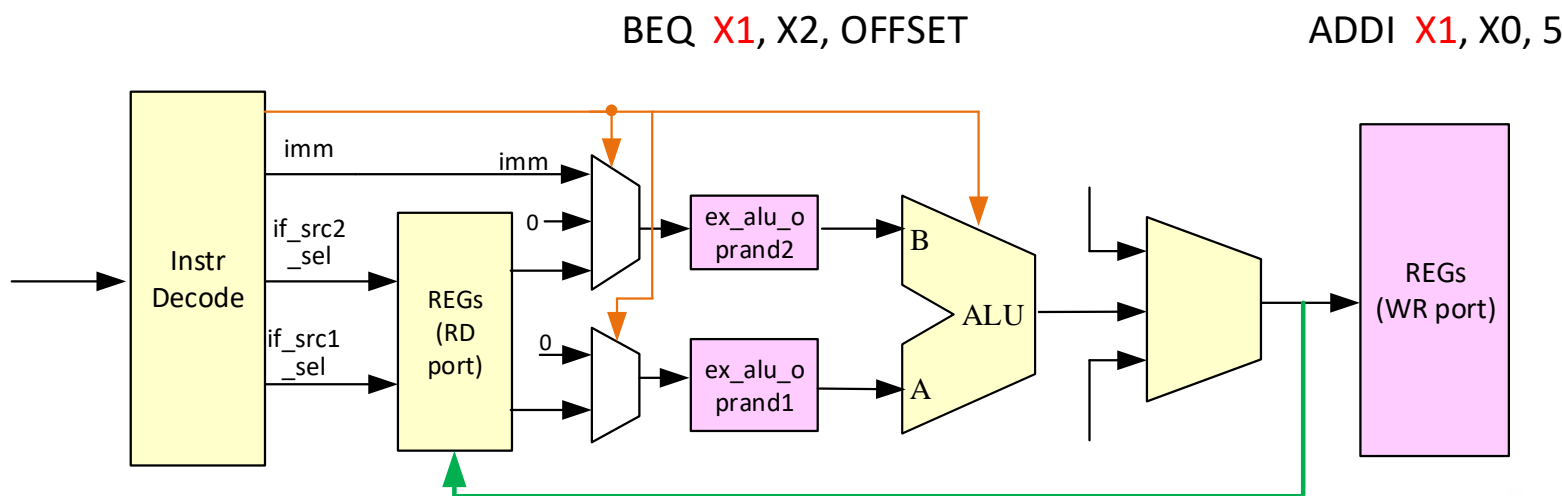 BEQ X1, X2, OFFSET
ADDI X1, X0, 5
Instr
Decode
imm
if_src2
_sel
if_src1
_sel
REGs
(RD
port)
imm
0
0
ex_alu_o
prand2
ex_alu_o
prand1
B
ALU
A
REGs
(WR port)